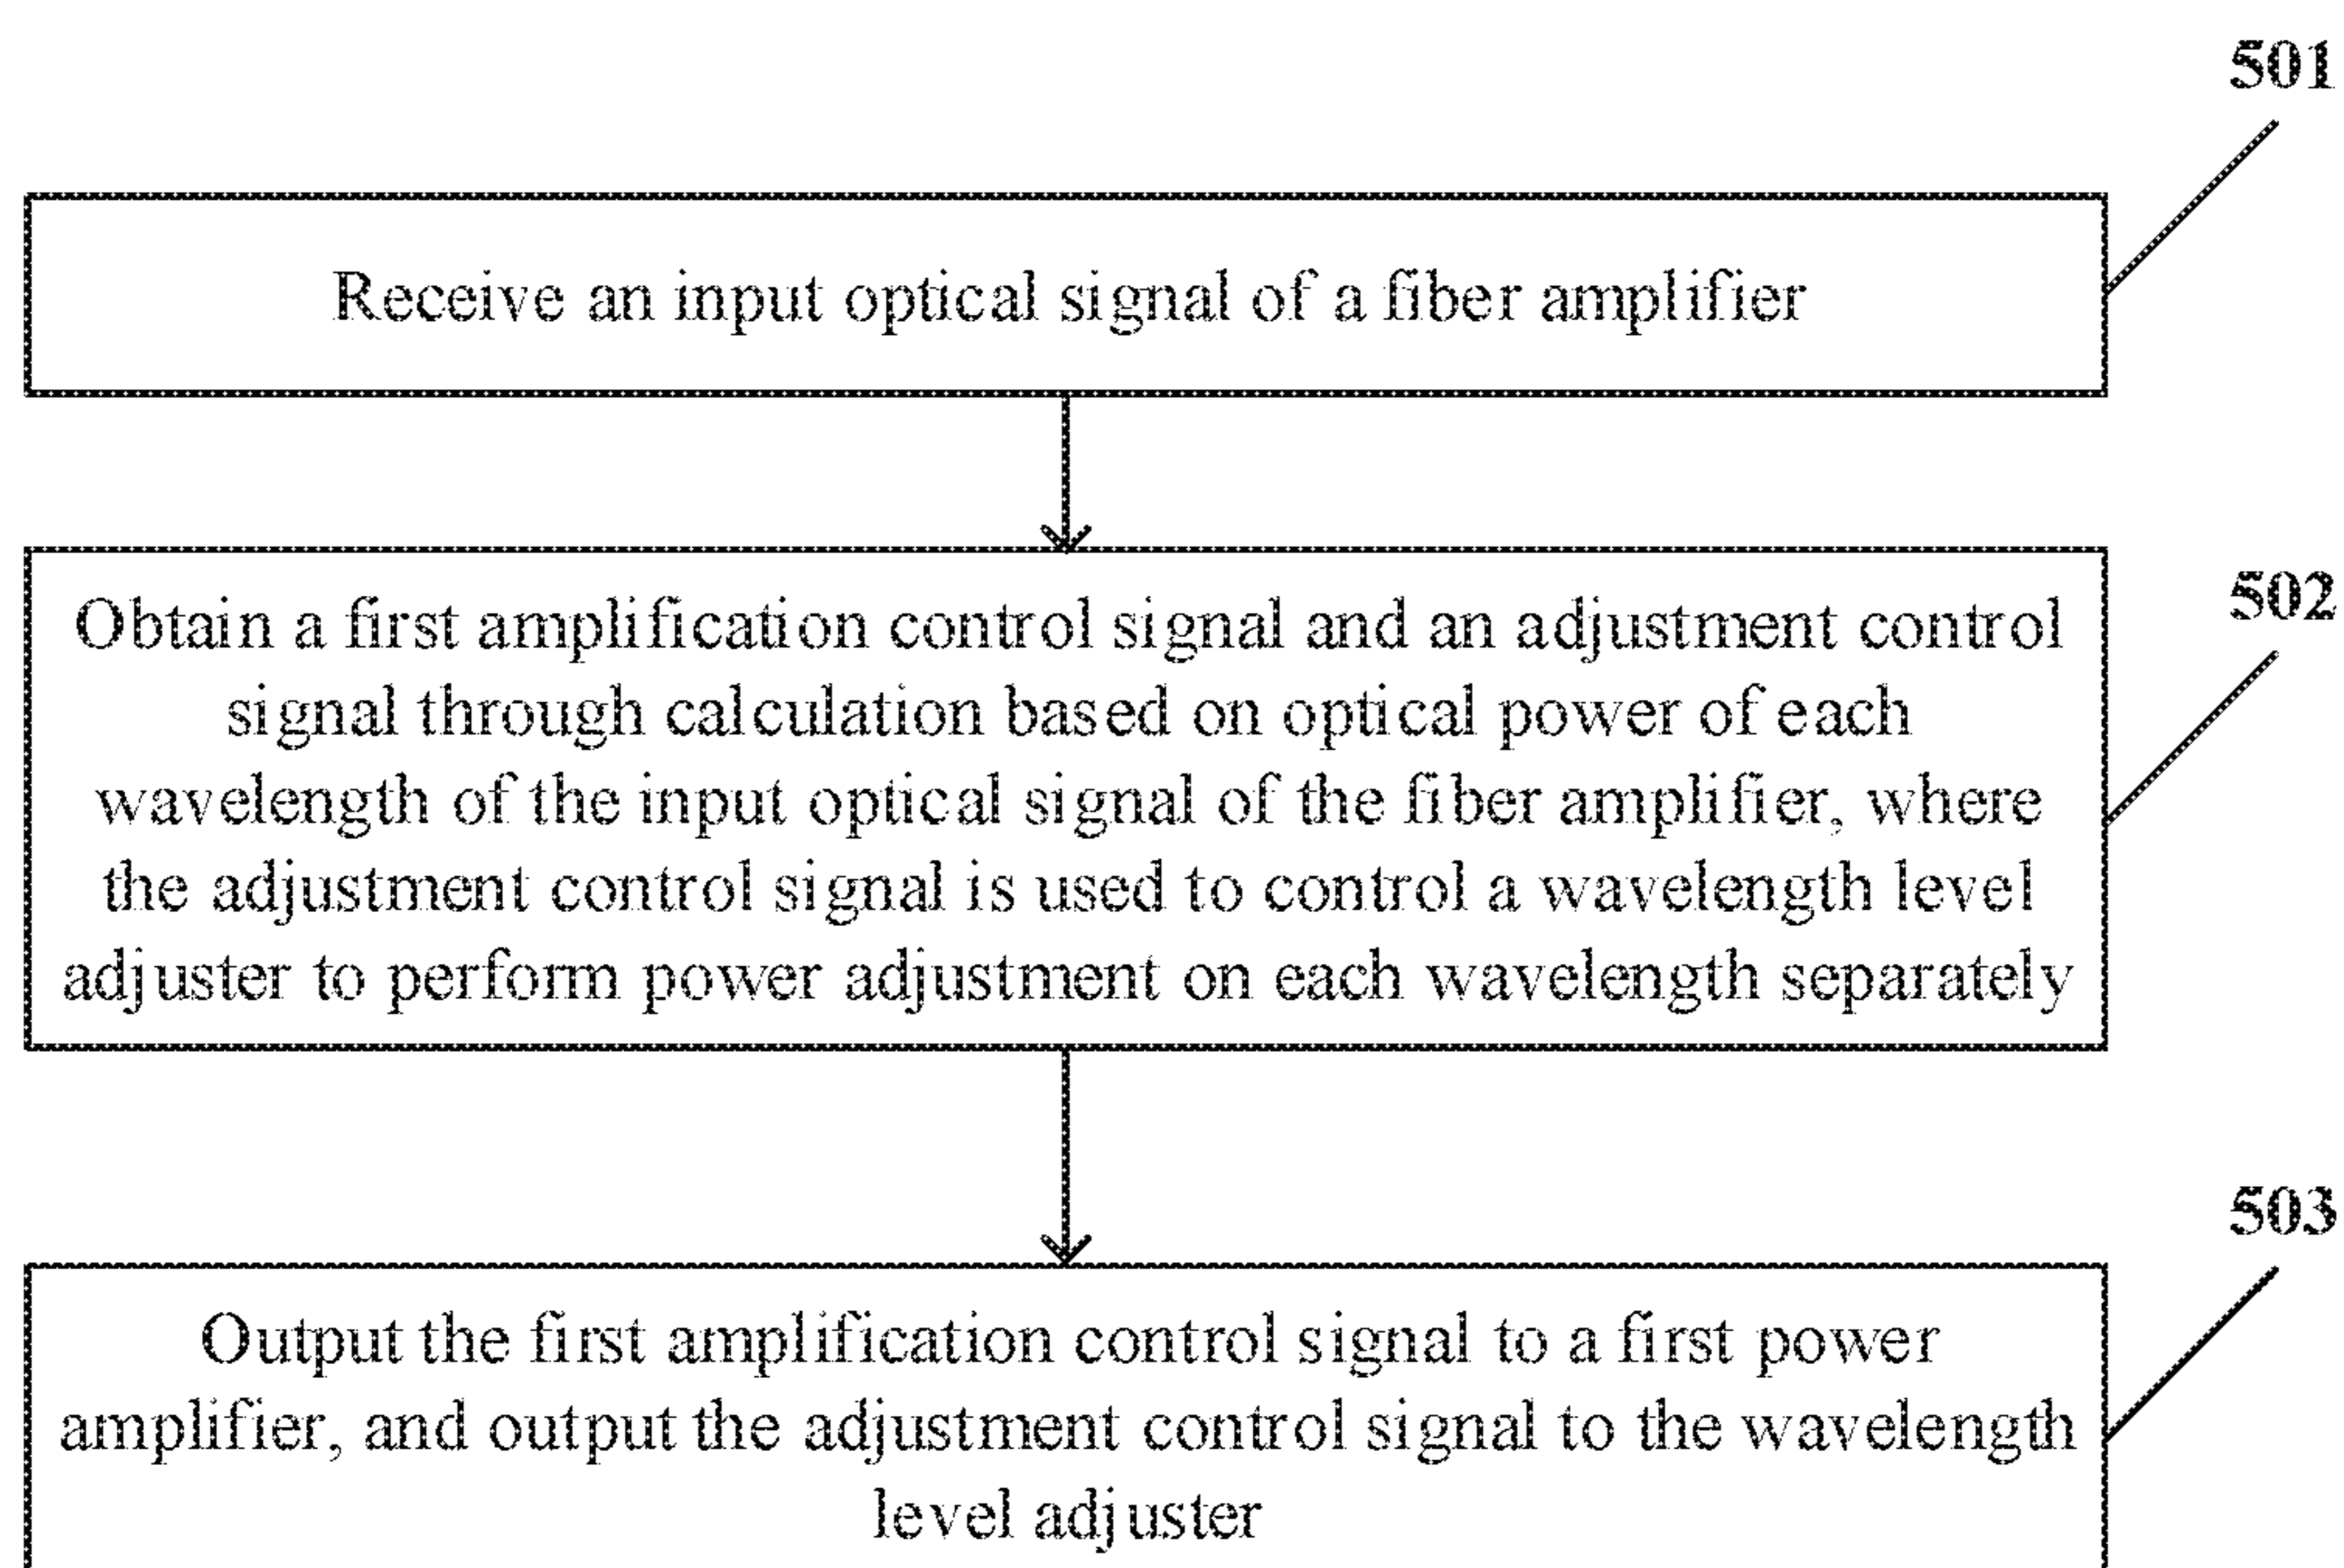 501
Receive an input optical signal of a fiber amplifier
502
Obtain a first amplification control signal and an adjustment control
signal through calculation based on optical power of each
wavelength of the input optical signal of the fiber amplifier, where
the adjustment control signal is used to control a wavelength level
adjuster to perform power adjustment on each wavelength separately
503
Output the first amplification control signal to a first power
amplifier, and output the adjustment control signal to the wavelength
level adjuster